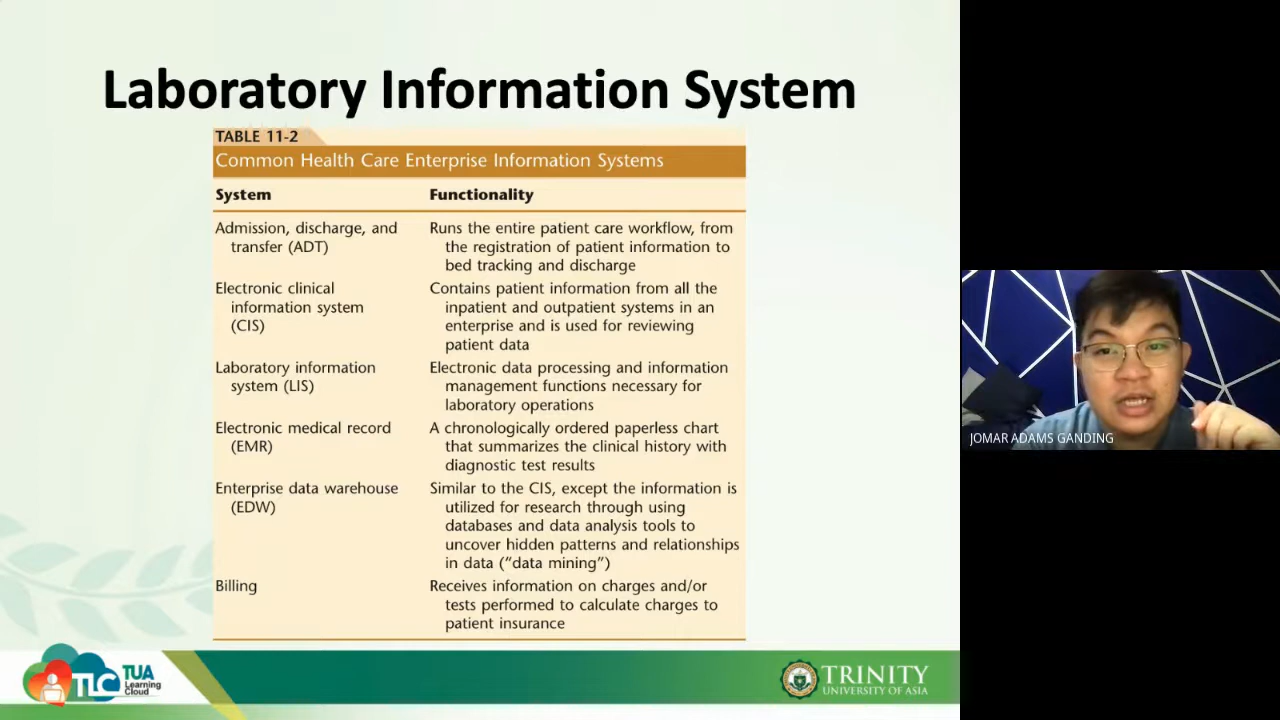 Laboratory Information System
TABLE 11-2
Common Health Care Enterprise Information Systems
System
Functionality
Admission, discharge, and
transfer (ADT)
Runs the entire patient care workflow, from
the registration of patient information to
bed tracking and discharge
Electronic clinical
information system
(CIS)
Contains patient information from all the
inpatient and outpatient systems in an
enterprise and is used for reviewing
patient data
Laboratory information
system (LIS)
Electronic data processing and information
management functions necessary for
laboratory operations
Electronic medical record
(EMR)
A chronologically ordered paperless chart
that summarizes the clinical history with
diagnostic test results
Enterprise data warehouse
(EDW)
Similar to the CIS, except the information is
utilized for research through using
databases and data analysis tools to
uncover hidden patterns and relationships
in data (“data mining”)
Billing
Receives information on charges and/or
tests performed to calculate charges to
patient insurance
TLC
TUA
Learning
Cloud
TRINITY
UNIVERSITY OF ASIA
JOMAR ADAMS GANDING